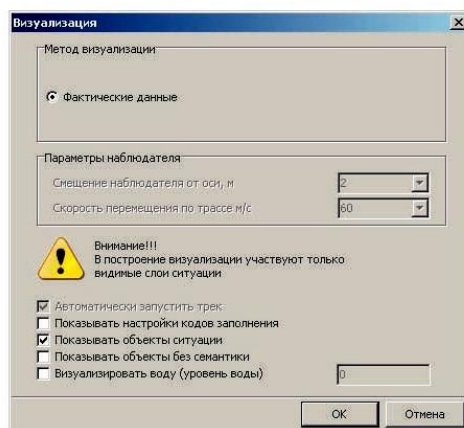 Визуализация
Метод визуализации
Фактические данные
Параметры наблюдателя
Смещение наблюдателя от оси, м
2
Скорость перемещения по трассе м/с
60
Внимание!!!
В построение визуализации участвуют только
видимые слои ситуации
Автоматически запустить трек
Показывать настройки кодов заполнения
Показывать объекты ситуации
Показывать объекты без семантики
Визуализировать воду (уровень воды)
0
ОК
Отмена